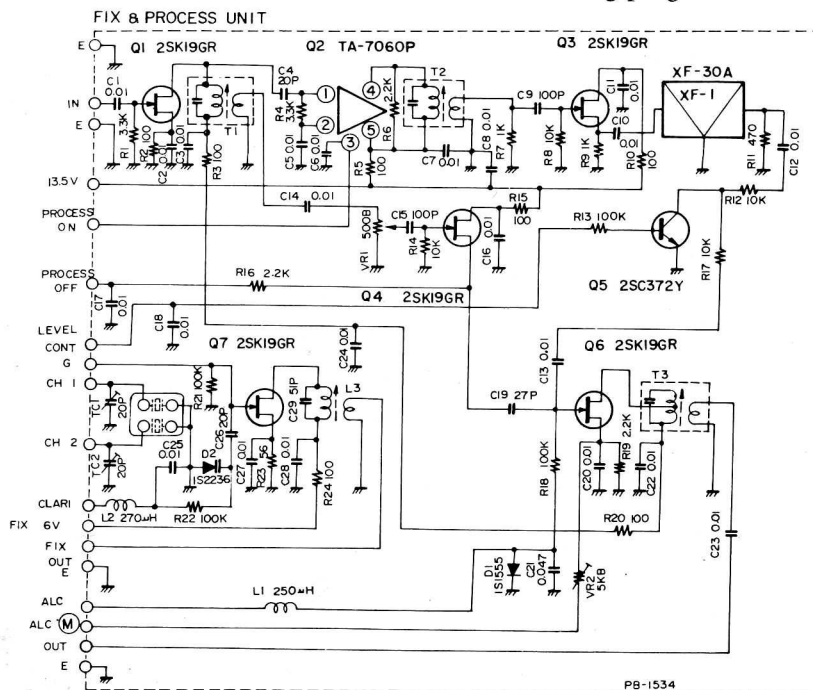 FIX & PROCESS UNIT
E
Q1 2SK19GR
Q2 TA-7060P
Q3 2SK19GR
XF-30A
XF-1
IN
C1 0.01
E
R1 3.3K
R2 100
C2 0.01
C3 0.01
T1
R3 100
C4 20P
R4 3.3K
C5 0.01
C6 0.01
1
2
3
4
5
R6 2.2K
R5 100
T2
C7 0.01
C8 0.01
R7 1K
C9 100P
R8 10K
R9 1K
C11 0.01
C10 0.01
R10 100
R11 470
C12 0.01
13.5V
PROCESS ON
C14 0.01
VR1 500B
C15 100P
R14 10K
C16 0.01
R15 100
R13 100K
R12 10K
R17 10K
PROCESS OFF
R16 2.2K
Q4 2SK19GR
Q5 2SC372Y
C17 0.01
C18 0.01
LEVEL CONT
G
Q7 2SK19GR
C24 0.01
Q6 2SK19GR
T3
CH 1
TC1 20P
R21 100K
C26 20P
C29 51P
L3
C19 27P
C13 0.01
CH 2
TC2 20P
C25 0.01
D2 1S2236
C27 0.01
R23 56
C28 0.01
R24 100
R18 100K
C20 0.01
R19 2.2K
C22 0.01
CLARI
L2 270μH
R22 100K
C23 0.01
FIX 6V
R20 100
FIX
OUT
E
D1 1S1555
C21 0.047
VR2 5KB
ALC
L1 250μH
ALC M
OUT
E
PB-1534